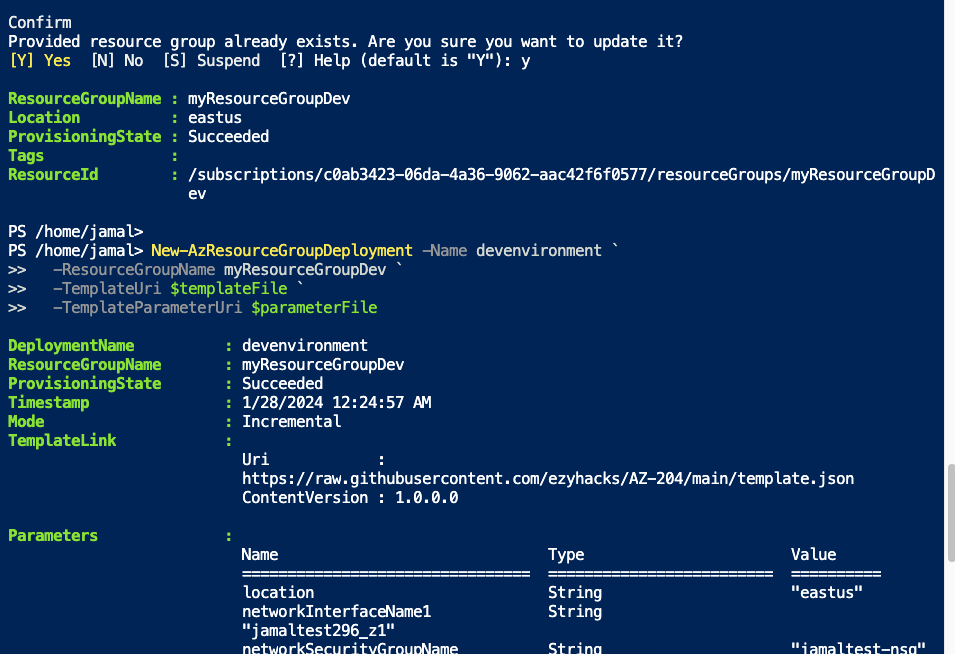 Confirm
Provided resource group already exists. Are you sure you want to update it?
[Y] Yes  [N] No  [S] Suspend  [?] Help (default is "Y"): y
ResourceGroupName : myResourceGroupDev
Location          : eastus
ProvisioningState : Succeeded
Tags              :
ResourceId        : /subscriptions/c0ab3423-06da-4a36-9062-aac42f6f0577/resourceGroups/myResourceGroupD
                    ev
PS /home/jamal>
PS /home/jamal> New-AzResourceGroupDeployment -Name devenvironment `
>>   -ResourceGroupName myResourceGroupDev `
>>   -TemplateUri $templateFile `
>>   -TemplateParameterUri $parameterFile
DeploymentName          : devenvironment
ResourceGroupName       : myResourceGroupDev
ProvisioningState       : Succeeded
Timestamp               : 1/28/2024 12:24:57 AM
Mode                    : Incremental
TemplateLink            :
                          Uri            :
                          https://raw.githubusercontent.com/ezyhacks/AZ-204/main/template.json
                          ContentVersion : 1.0.0.0
Parameters              :
                          Name                              Type                       Value
                          ================================  =========================  ==========
                          location                          String                     "eastus"
                          networkInterfaceName1             String
                          "jamaltest296_z1"
                          networkSecurityGroupName          String                     "jamaltest-nsg"